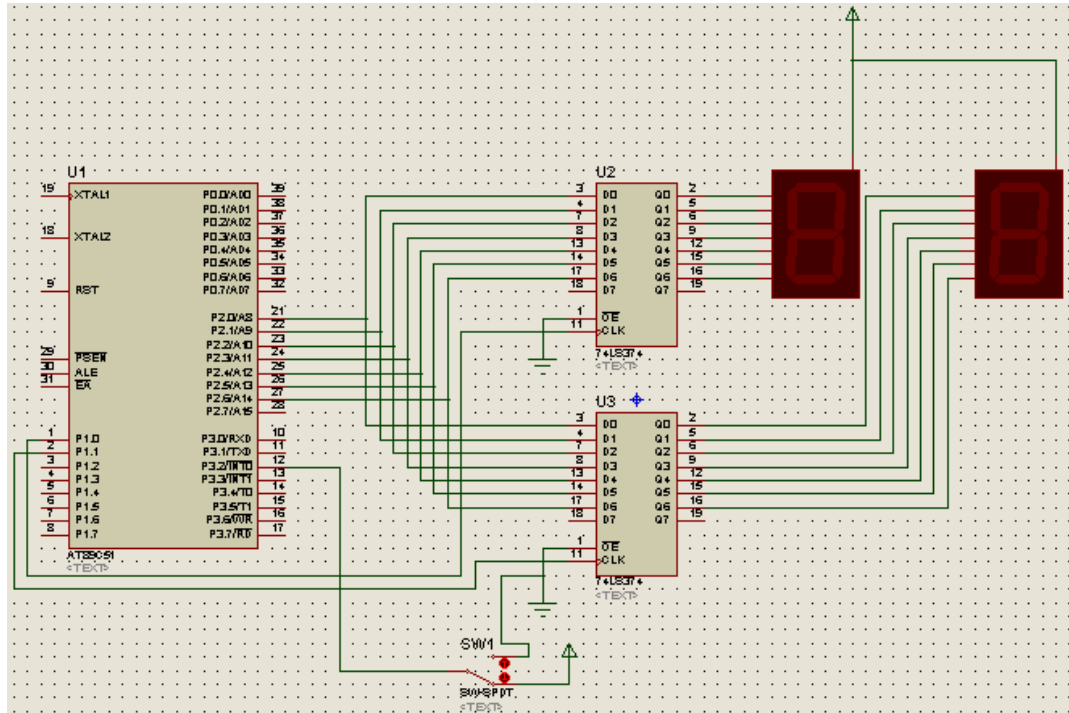 U1
19 XTAL1
18 XTAL2
9 RST
29 PSEN
30 ALE
31 EA
1 P1.0
2 P1.1
3 P1.2
4 P1.3
5 P1.4
6 P1.5
7 P1.6
8 P1.7
P0.0/AD0 39
P0.1/AD1 38
P0.2/AD2 37
P0.3/AD3 36
P0.4/AD4 35
P0.5/AD5 34
P0.6/AD6 33
P0.7/AD7 32
P2.0/A8 21
P2.1/A9 22
P2.2/A10 23
P2.3/A11 24
P2.4/A12 25
P2.5/A13 26
P2.6/A14 27
P2.7/A15 28
P3.0/RXD 10
P3.1/TXD 11
P3.2/INT0 12
P3.3/INT1 13
P3.4/T0 14
P3.5/T1 15
P3.6/WR 16
P3.7/RD 17
AT89C51
<TEXT>
U2
3 D0 Q0 2
4 D1 Q1 5
7 D2 Q2 6
8 D3 Q3 9
13 D4 Q4 12
14 D5 Q5 15
17 D6 Q6 16
18 D7 Q7 19
1 OE
11 CLK
74LS374
<TEXT>
U3
3 D0 Q0 2
4 D1 Q1 5
7 D2 Q2 6
8 D3 Q3 9
13 D4 Q4 12
14 D5 Q5 15
17 D6 Q6 16
18 D7 Q7 19
1 OE
11 CLK
74LS374
<TEXT>
SW1
SW-SPDT
<TEXT>